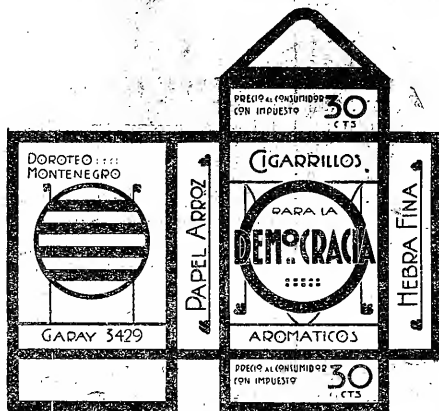 PRECIO AL CONSUMIDOR
CON IMPUESTO 30
CTS
DOROTEO ::::
MONTENEGRO
GARAY 3429
PAPEL ARROZ
CIGARRILLOS
PARA LA
DEMOCRACIA
AROMATICOS
HEBRA FINA
PRECIO AL CONSUMIDOR
CON IMPUESTO 30
CTS